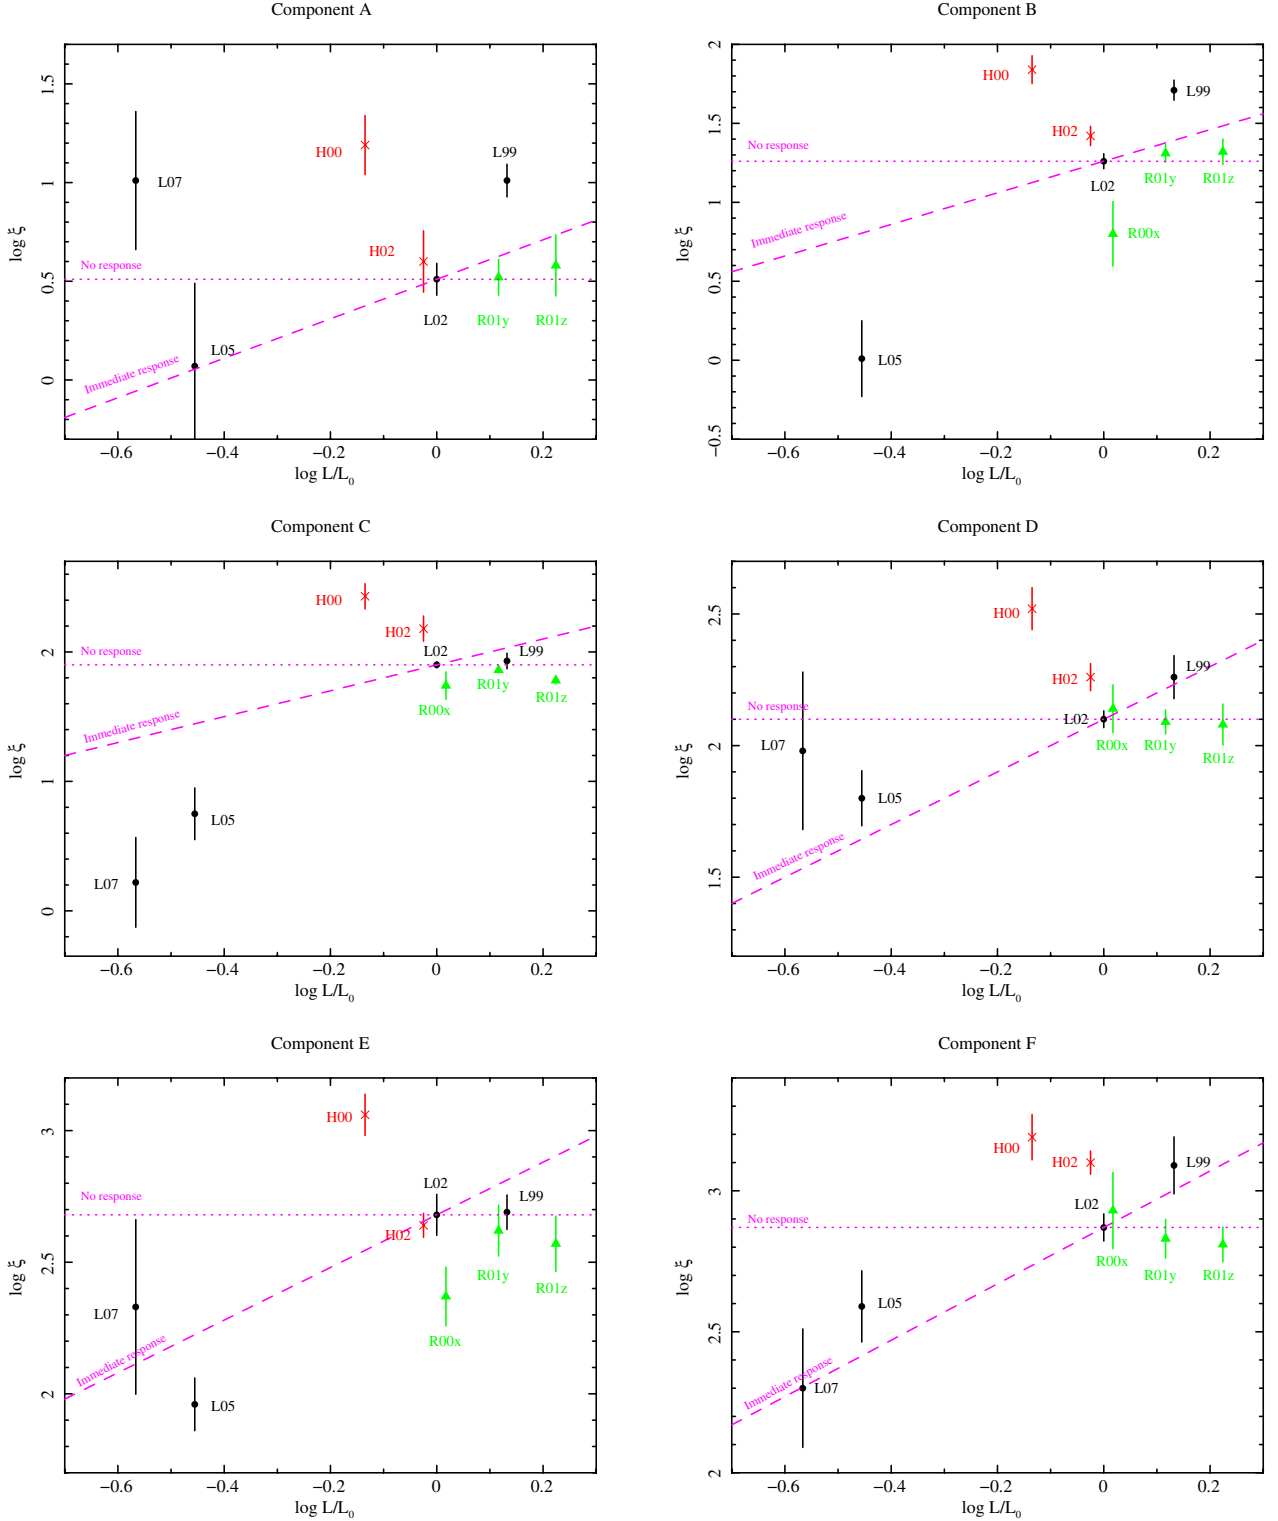 Component A
1.5
1
0.5
0
log ξ
L07
H00
L99
H02
No response
L02
R01y
R01z
L05
Immediate response
−0.6
−0.4
−0.2
0
0.2
log L/L₀
Component B
2
1.5
1
0.5
0
−0.5
log ξ
H00
L99
H02
No response
L02
R01y
R01z
R00x
Immediate response
L05
−0.6
−0.4
−0.2
0
0.2
log L/L₀
Component C
2
1
0
log ξ
H00
H02
No response
L02
L99
R01y
R01z
R00x
Immediate response
L05
L07
−0.6
−0.4
−0.2
0
0.2
log L/L₀
Component D
2.5
2
1.5
log ξ
H00
H02
L99
No response
L02
L07
R00x
R01y
R01z
L05
Immediate response
−0.6
−0.4
−0.2
0
0.2
log L/L₀
Component E
3
2.5
2
log ξ
H00
No response
L02
L99
H02
R01y
R01z
L07
R00x
Immediate response
L05
−0.6
−0.4
−0.2
0
0.2
log L/L₀
Component F
3
2.5
2
log ξ
H00
H02
L99
L02
No response
R00x
R01y
R01z
L05
Immediate response
L07
−0.6
−0.4
−0.2
0
0.2
log L/L₀